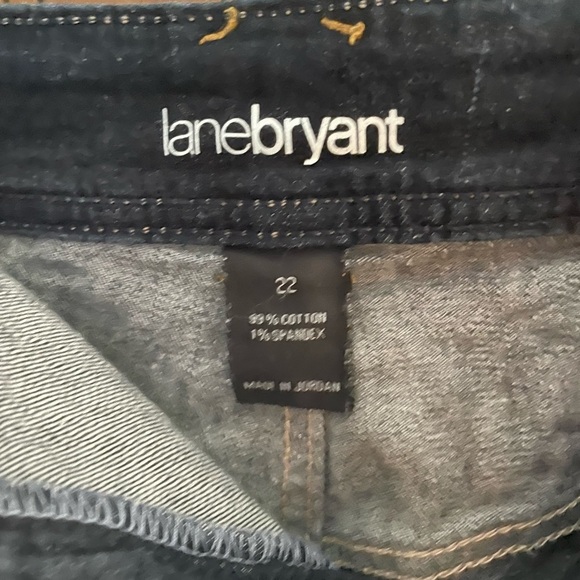 lanebryant
22
99% COTTON
1% SPANDEX
MADE IN JORDAN